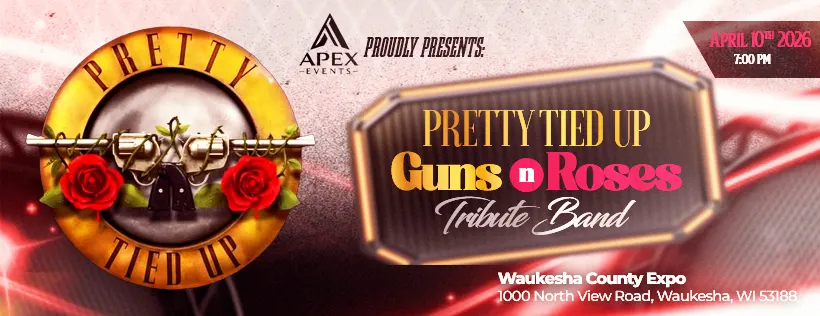 PRETTY
TIED UP
APEX
-EVENTS-
PROUDLY PRESENTS:
APRIL 10TH 2026
7:00 PM
PRETTY TIED UP
Guns n Roses
Tribute Band
Waukesha County Expo
1000 North View Road, Waukesha, WI 53188